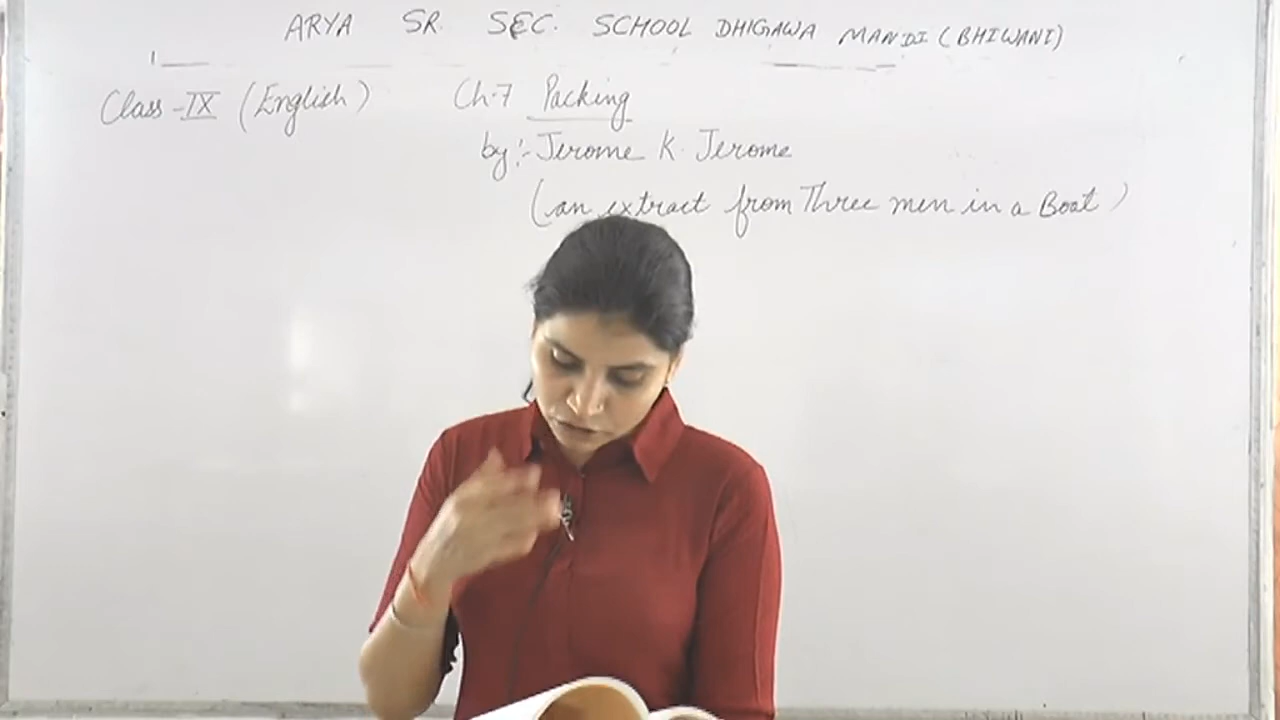 ARYA SR. SEC. SCHOOL DHIGAWA MANDI (BHIWANI)
Class - IX (English) Ch-7 Packing
by:- Jerome K. Jerome
(an extract from Three men in a Boat)